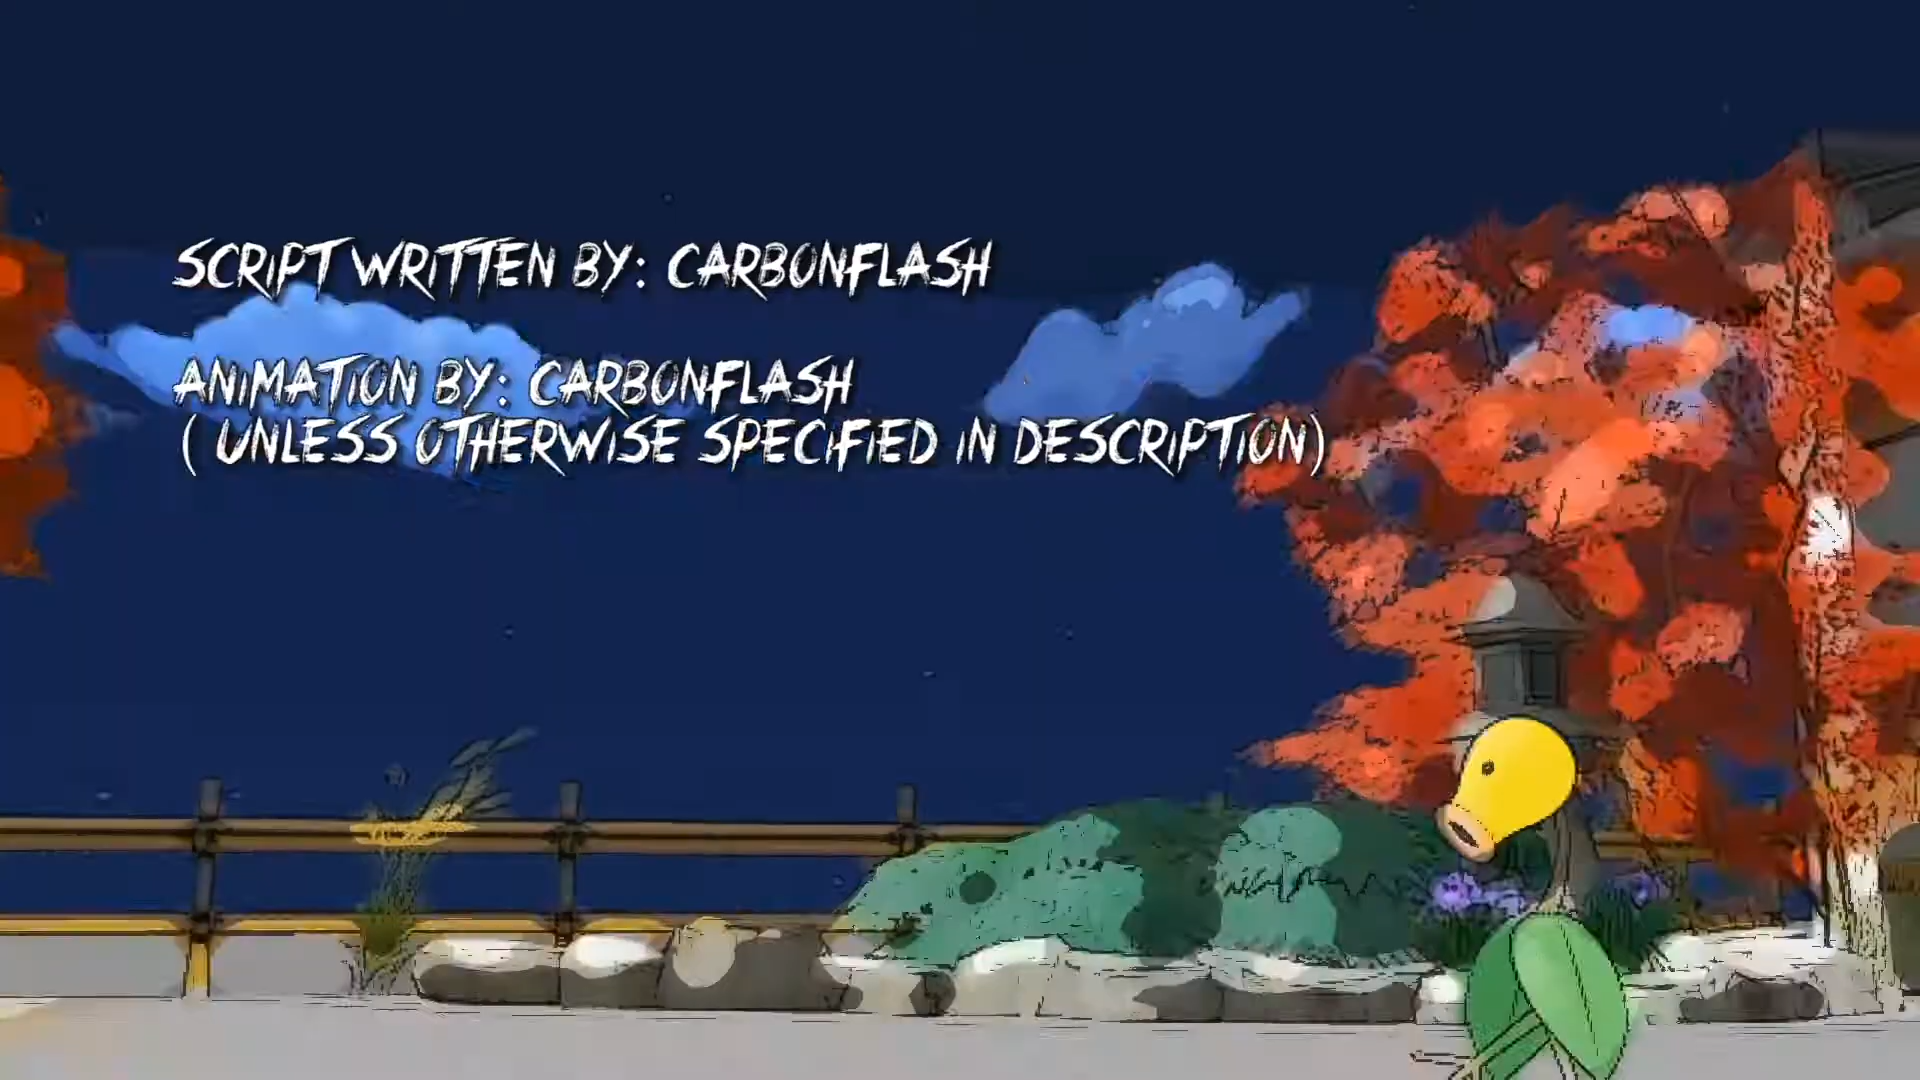 SCRIPT WRITTEN BY: CARBONFLASH
ANIMATION BY: CARBONFLASH
( UNLESS OTHERWISE SPECIFIED IN DESCRIPTION)